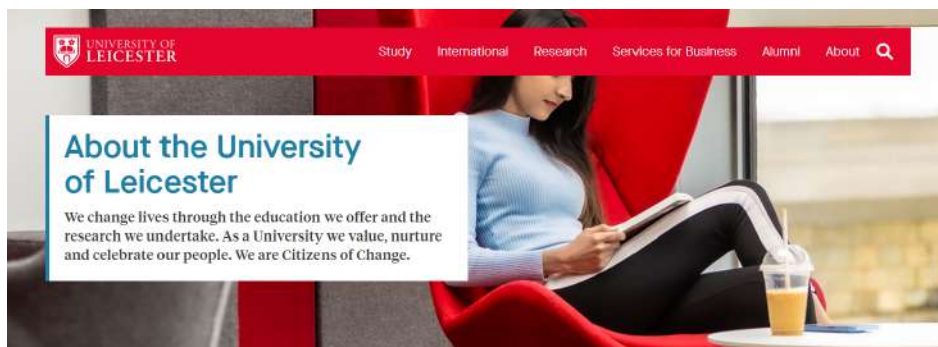 UNIVERSITY OF
LEICESTER
Study International Research Services for Business Alumni About
About the University
of Leicester
We change lives through the education we offer and the
research we undertake. As a University we value, nurture
and celebrate our people. We are Citizens of Change.